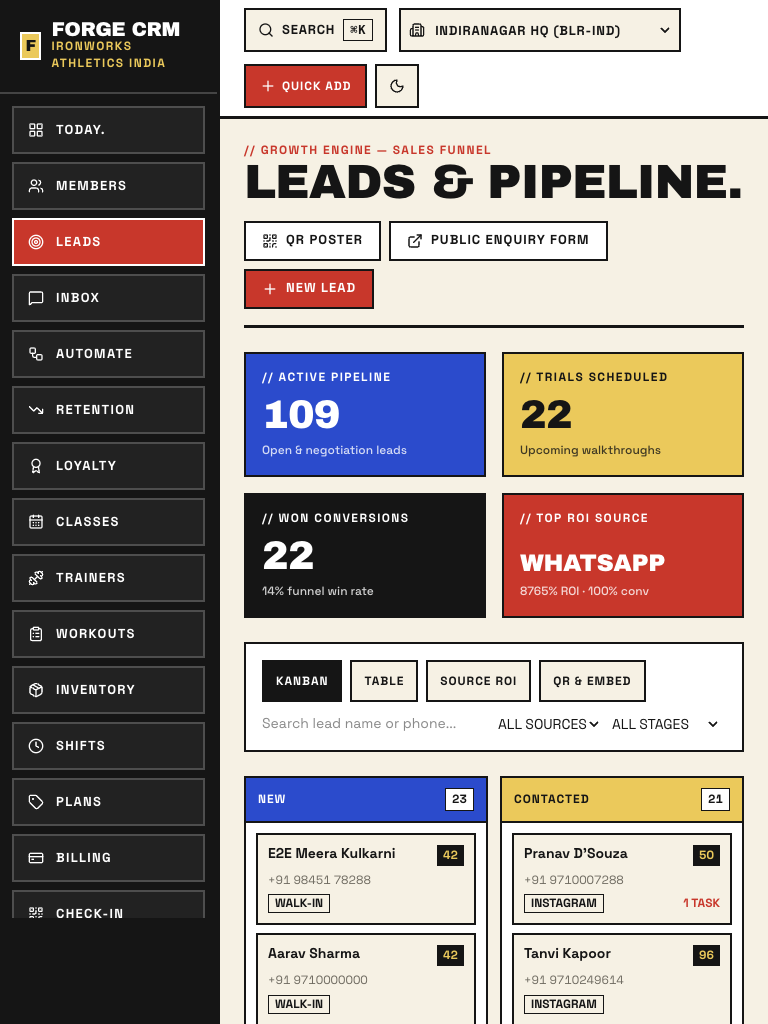 F
FORGE CRM
IRONWORKS
ATHLETICS INDIA
TODAY.
MEMBERS
LEADS
INBOX
AUTOMATE
RETENTION
LOYALTY
CLASSES
TRAINERS
WORKOUTS
INVENTORY
SHIFTS
PLANS
BILLING
CHECK-IN
SEARCH ⌘K
INDIRANAGAR HQ (BLR-IND)
QUICK ADD
// GROWTH ENGINE — SALES FUNNEL
LEADS & PIPELINE.
QR POSTER
PUBLIC ENQUIRY FORM
NEW LEAD
// ACTIVE PIPELINE
109
Open & negotiation leads
// TRIALS SCHEDULED
22
Upcoming walkthroughs
// WON CONVERSIONS
22
14% funnel win rate
// TOP ROI SOURCE
WHATSAPP
8765% ROI · 100% conv
KANBAN
TABLE
SOURCE ROI
QR & EMBED
Search lead name or phone...
ALL SOURCES
ALL STAGES
NEW 23
E2E Meera Kulkarni 42
+91 98451 78288
WALK-IN
Aarav Sharma 42
+91 9710000000
WALK-IN
CONTACTED 21
Pranav D'Souza 50
+91 9710007288
INSTAGRAM 1 TASK
Tanvi Kapoor 96
+91 9710249614
INSTAGRAM